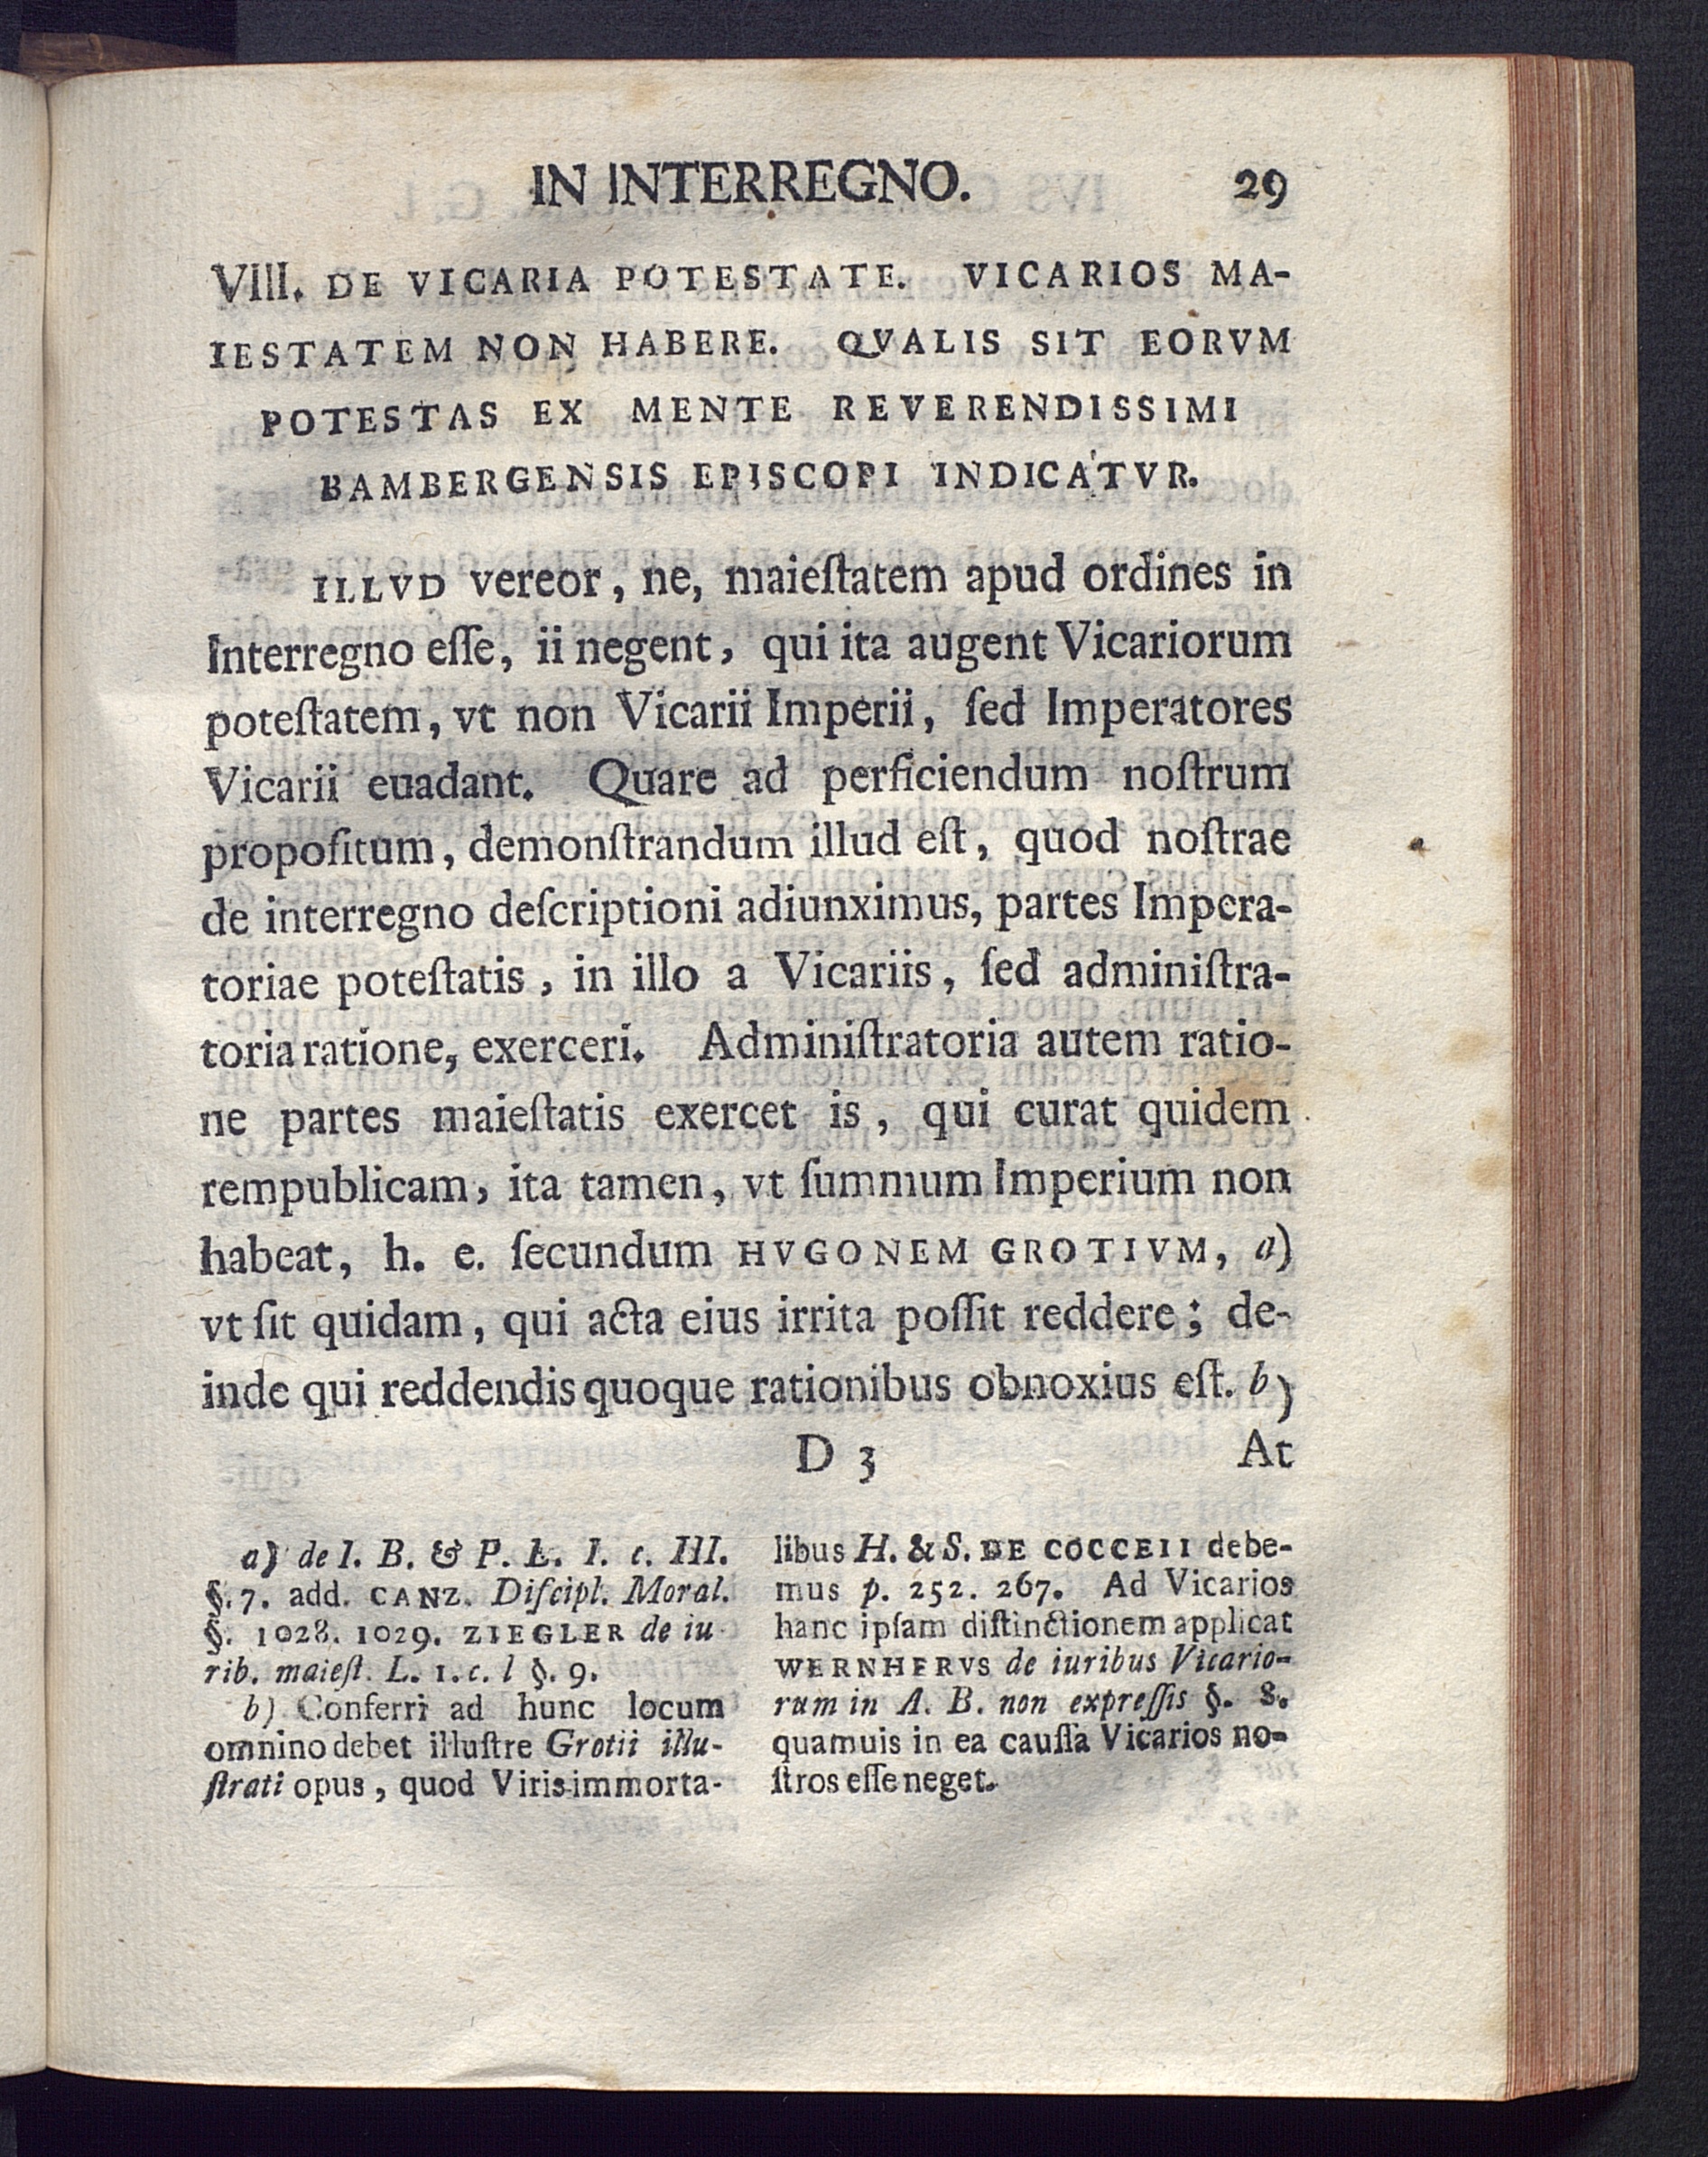 IN INTERREGNO. 29
VIII. DE VICARIA POTESTATE. VICARIOS MA-
IESTATEM NON HABERE. QVALIS SIT EORVM
POTESTAS EX MENTE REVERENDISSIMI
BAMBERGENSIS EPISCOPI INDICATVR.
ILLVD vereor, ne, maieſtatem apud ordines in
Interregno eſſe, ii negent, qui ita augent Vicariorum
poteſtatem, vt non Vicarii Imperii, ſed Imperatores
Vicarii euadant. Quare ad perficiendum noſtrum
propoſitum, demonſtrandum illud eſt, quod noſtrae
de interregno deſcriptioni adiunximus, partes Impera-
toriae poteſtatis, in illo a Vicariis, ſed adminiſtra-
toria ratione, exerceri. Adminiſtratoria autem ratio-
ne partes maieſtatis exercet is, qui curat quidem
rempublicam, ita tamen, vt ſummum Imperium non
habeat, h. e. ſecundum HVGONEM GROTIVM, a)
vt ſit quidam, qui acta eius irrita poſſit reddere; de-
inde qui reddendis quoque rationibus obnoxius eſt. b)
D 3 At
a) de I. B. & P. L. I. c. III.
§. 7. add. CANZ. Diſcipl. Moral.
§. 1028. 1029. ZIEGLER de iu-
rib. maieſt. L. 1. c. l §. 9.
b) Conferri ad hunc locum
omnino debet illuſtre Grotii illu-
ſtrati opus, quod Viris immorta-
libus H. & S. DE COCCEII debe-
mus p. 252. 267. Ad Vicarios
hanc ipſam diſtinctionem applicat
WERNHERVS de iuribus Vicario-
rum in A. B. non expreſſis §. 8.
quamuis in ea cauſſa Vicarios no-
ſtros eſſe neget.